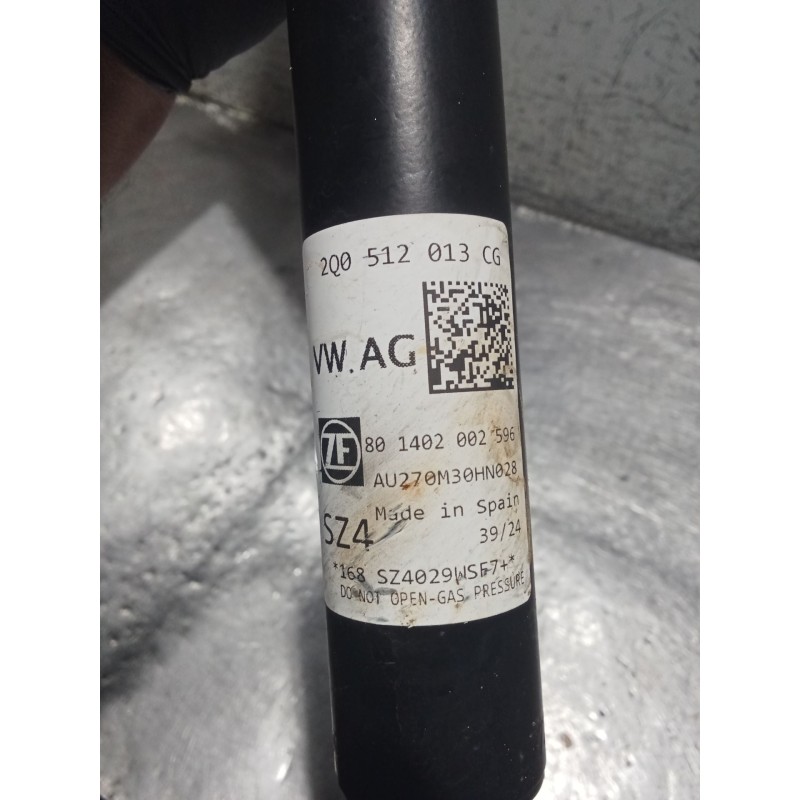 2Q0 512 013 CG
VW.AG
ZF
80 1402 002 596
AU270M30HN028
Made in Spain
SZ4
39/24
*168 SZ4029WSF7+*
DO NOT OPEN-GAS PRESSURE